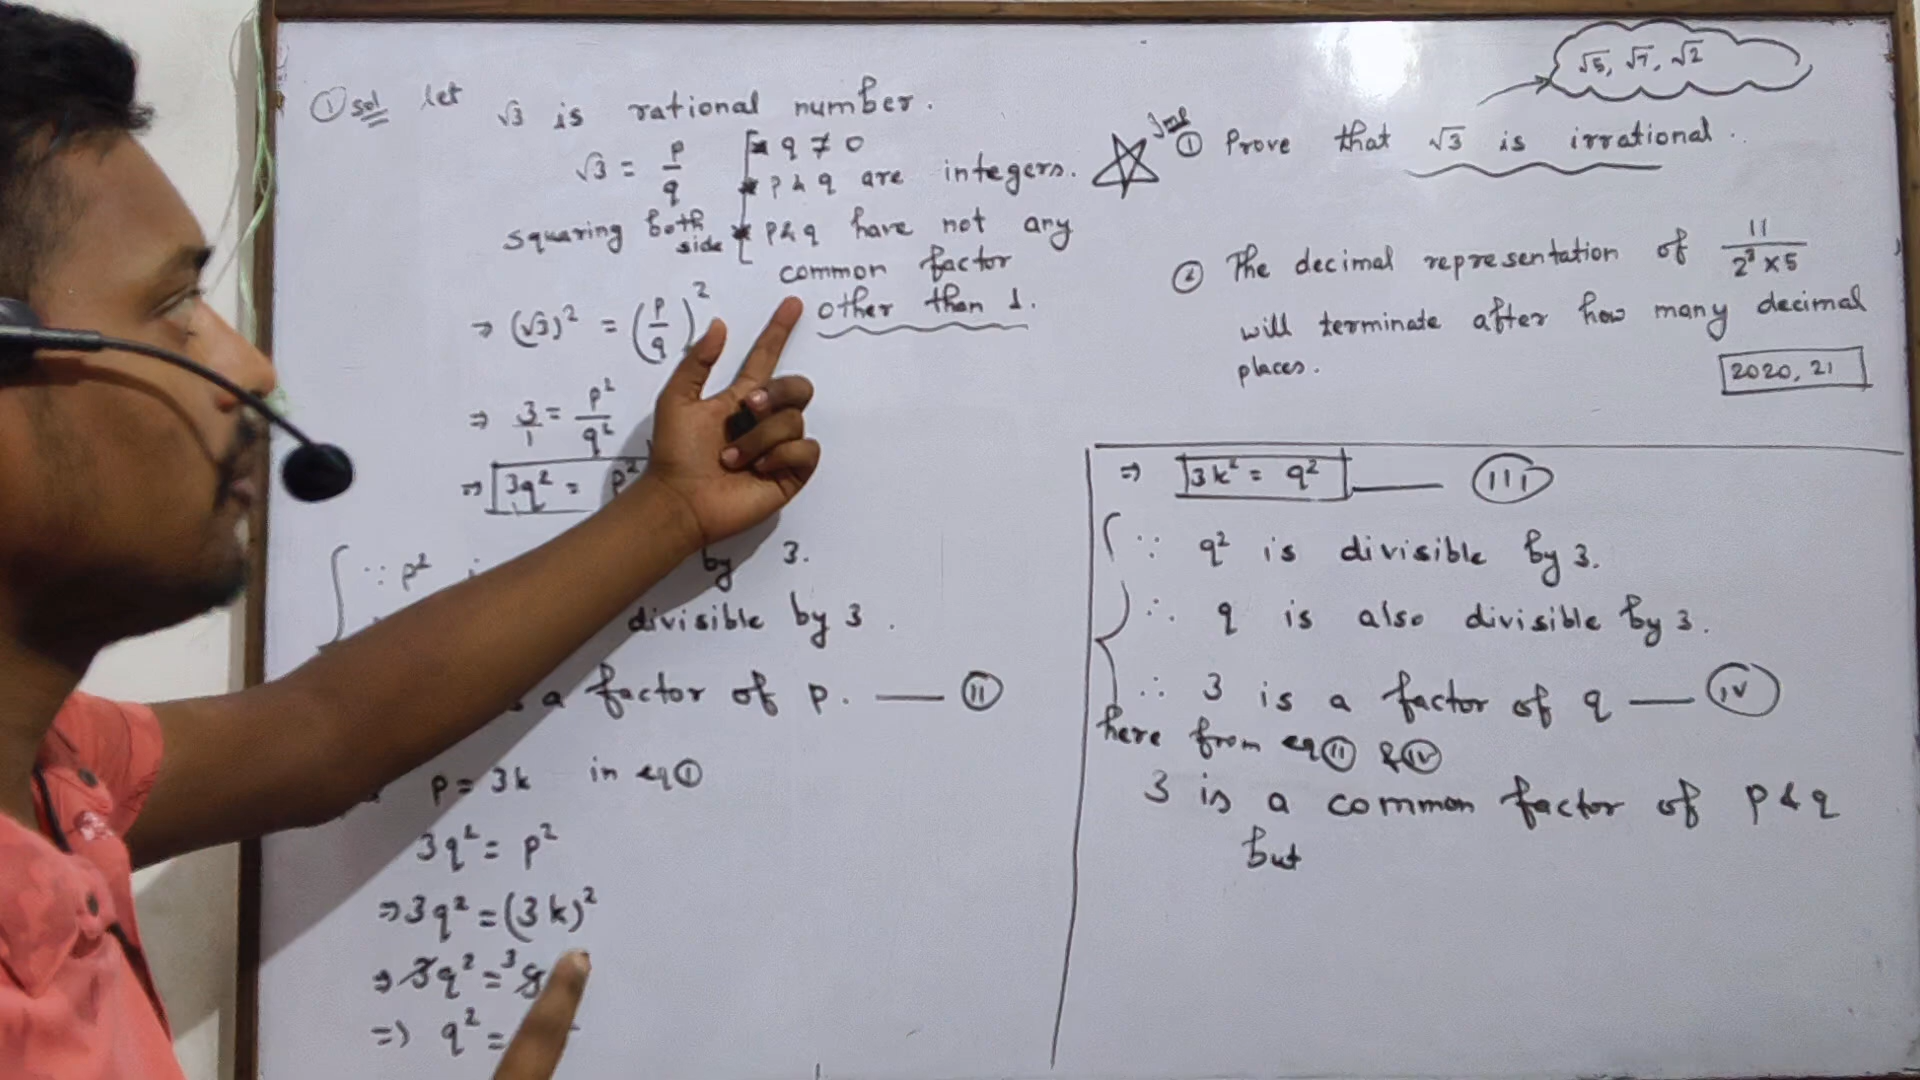 ① Sol let √3 is rational number.
√3 = p/q
* q ≠ 0
* p & q are integers.
* p & q have not any
common factor
other than 1.
squaring both
side
⇒ (√3)² = (p/q)²
⇒ 3/1 = p²/q²
⇒ 3q² = p²
∵ p² by 3.
divisible by 3.
a factor of p. — ⑪
p = 3k in eq ①
3q² = p²
⇒ 3q² = (3k)²
⇒ 3q² = 3
⇒ q² =
√5, √7, √2
Imp
① Prove that √3 is irrational.
② The decimal representation of 11/(2³×5)
will terminate after how many decimal
places.
2020, 21
⇒ 3k² = q² — (III)
∵ q² is divisible by 3.
∴ q is also divisible by 3.
∴ 3 is a factor of q — (IV)
here from eq (II) & (IV)
3 is a common factor of p & q
but